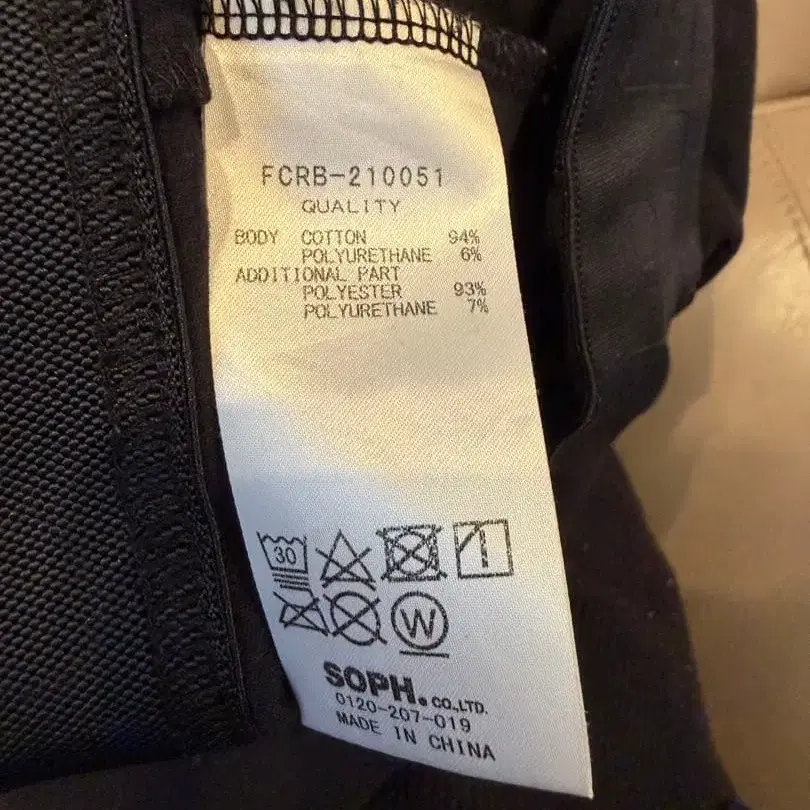 FCRB-210051
QUALITY
BODY COTTON 94%
POLYURETHANE 6%
ADDITIONAL PART
POLYESTER 93%
POLYURETHANE 7%
30
W
SOPH. CO.,LTD.
0120-207-019
MADE IN CHINA